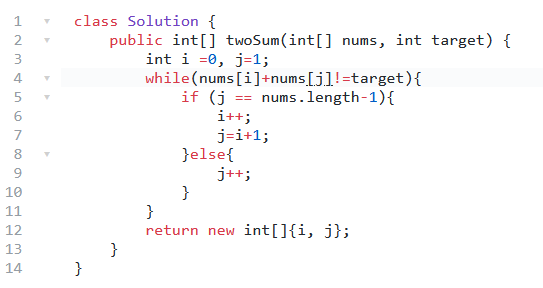 1 class Solution {
2 public int[] twoSum(int[] nums, int target) {
3 int i =0, j=1;
4 while(nums[i]+nums[j]!=target){
5 if (j == nums.length-1){
6 i++;
7 j=i+1;
8 }else{
9 j++;
10 }
11 }
12 return new int[]{i, j};
13 }
14 }